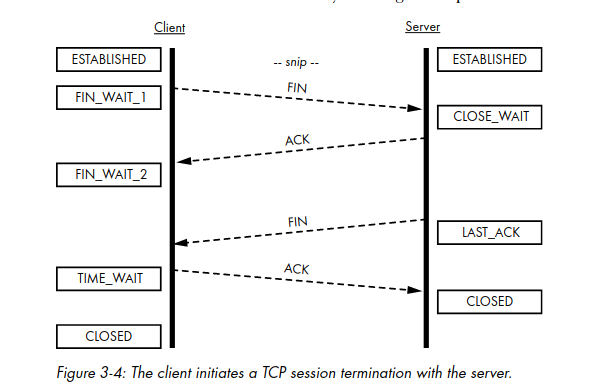 Client
Server
ESTABLISHED
-- snip --
ESTABLISHED
FIN
FIN_WAIT_1
CLOSE_WAIT
ACK
FIN_WAIT_2
FIN
LAST_ACK
ACK
TIME_WAIT
CLOSED
CLOSED
Figure 3-4: The client initiates a TCP session termination with the server.